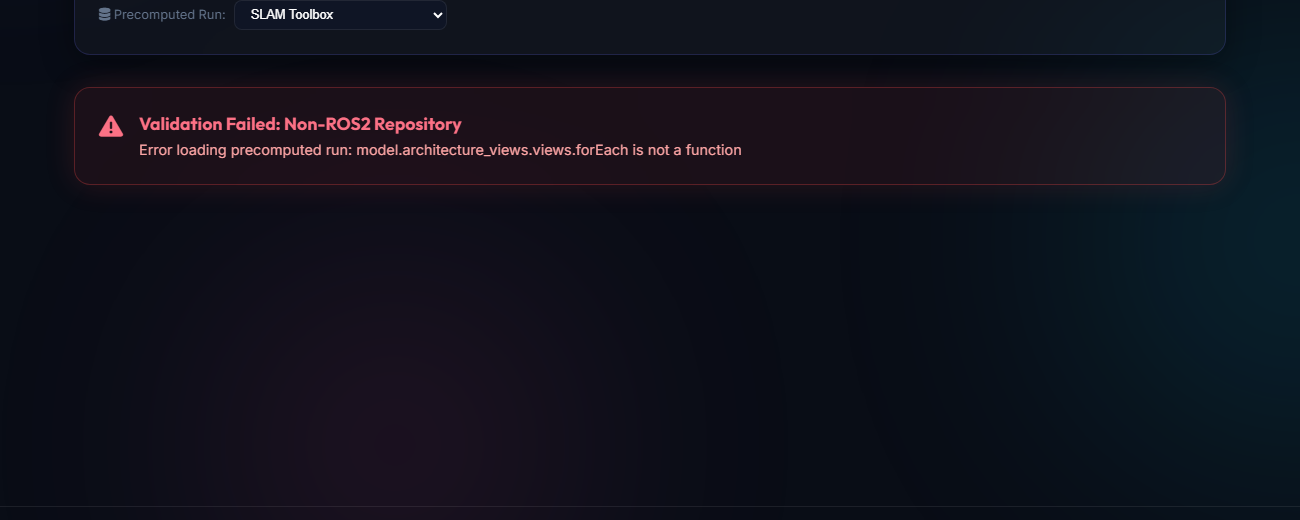 Precomputed Run: SLAM Toolbox
Validation Failed: Non-ROS2 Repository
Error loading precomputed run: model.architecture_views.views.forEach is not a function